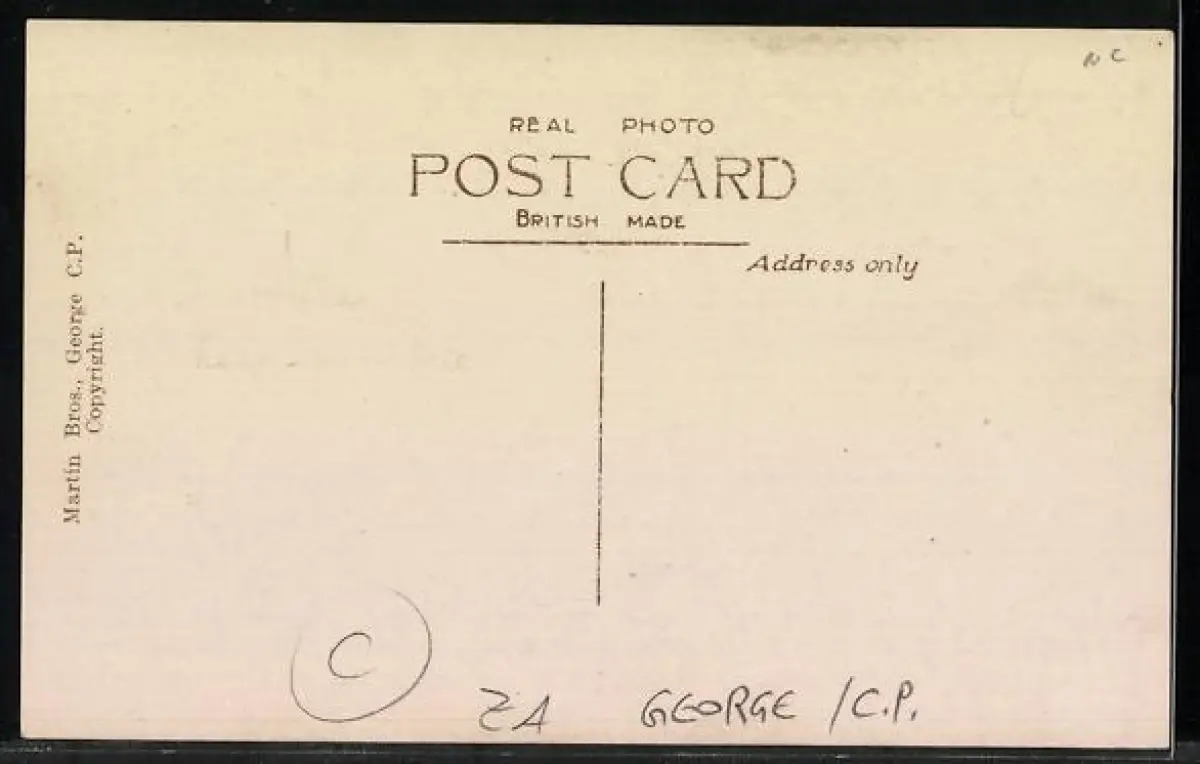 NC
REAL PHOTO
POST CARD
BRITISH MADE
Address only
Martin Bros., George C.P.
Copyright.
C
ZA GEORGE /C.P.